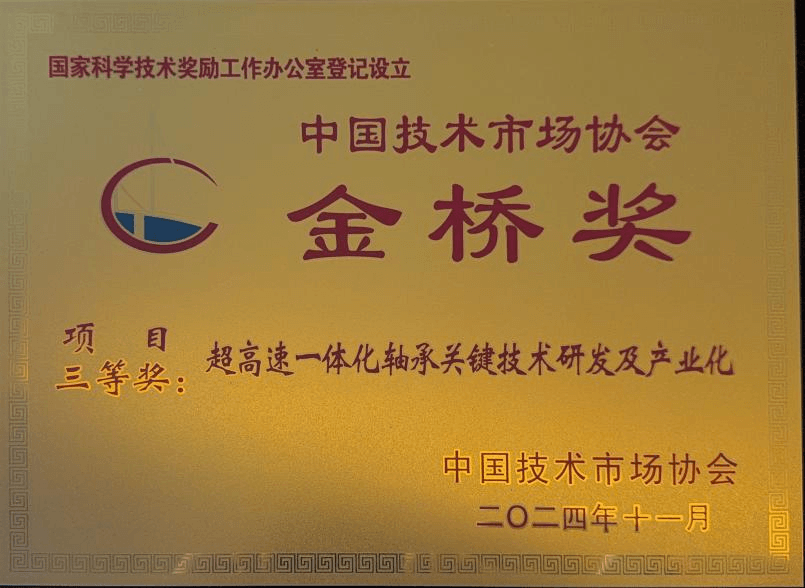 国家科学技术奖励工作办公室登记设立
中国技术市场协会
金桥奖
项目
三等奖：
超高速一体化轴承关键技术研发及产业化
中国技术市场协会
二〇二四年十一月